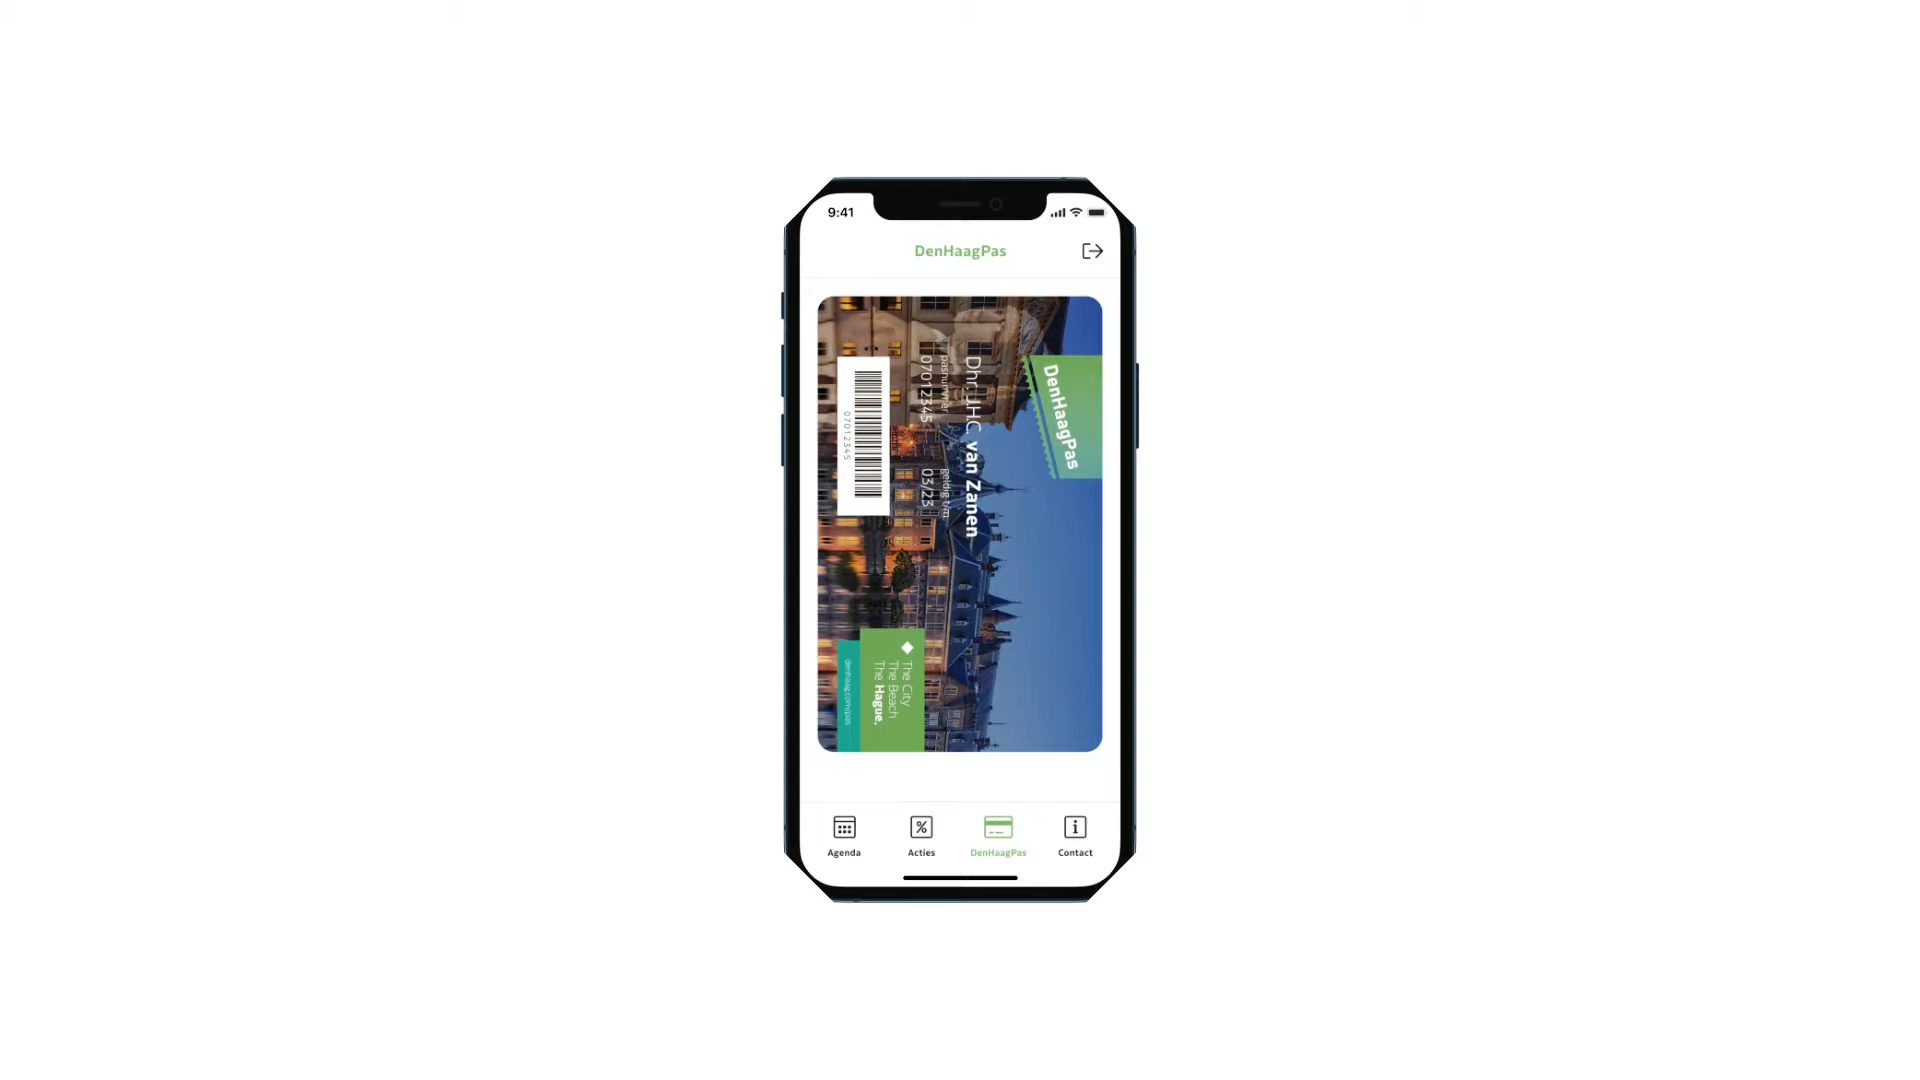 9:41
DenHaagPas
DenHaagPas
Dhr. J.H.C. van Zanen
pasnummer
07012345
geldig t/m
03/23
07012345
The City
The Beach
The Hague.
denhaag.com/pas
Agenda
Acties
DenHaagPas
Contact